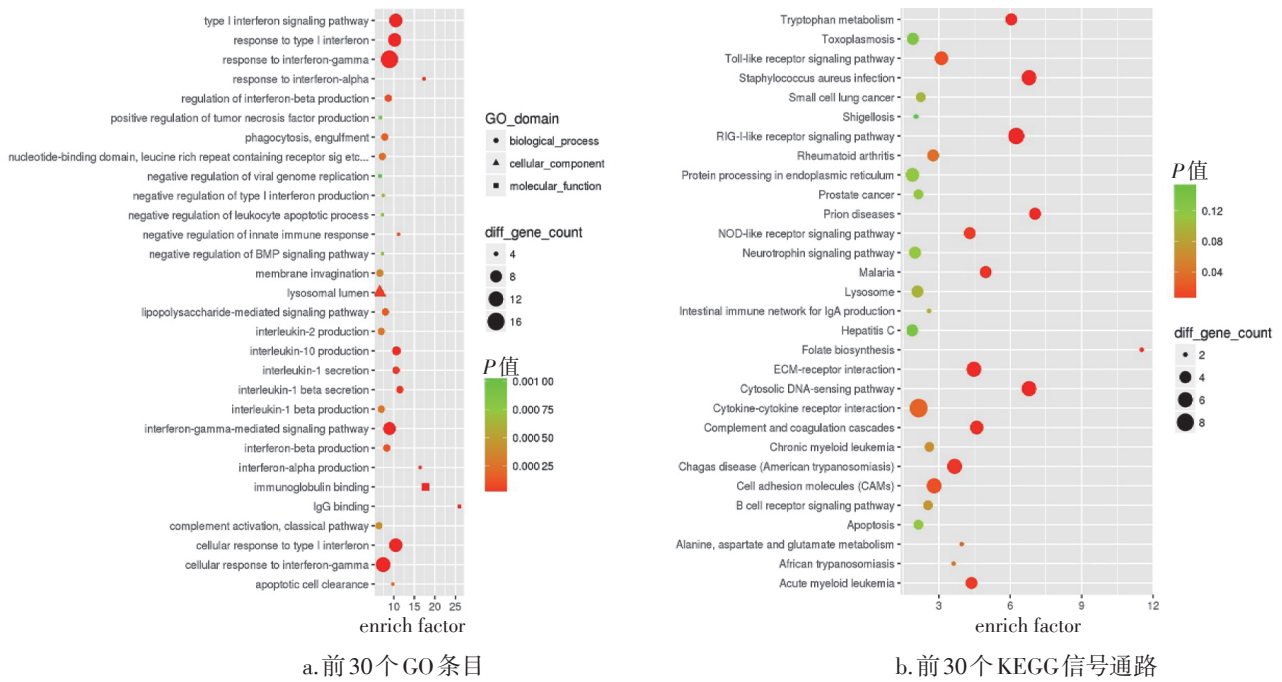 type I interferon signaling pathway
response to type I interferon
response to interferon-gamma
response to interferon-alpha
regulation of interferon-beta production
positive regulation of tumor necrosis factor production
phagocytosis, engulfment
nucleotide-binding domain, leucine rich repeat containing receptor sig etc...
negative regulation of viral genome replication
negative regulation of type I interferon production
negative regulation of leukocyte apoptotic process
negative regulation of innate immune response
negative regulation of BMP signaling pathway
membrane invagination
lysosomal lumen
lipopolysaccharide-mediated signaling pathway
interleukin-2 production
interleukin-10 production
interleukin-1 secretion
interleukin-1 beta secretion
interleukin-1 beta production
interferon-gamma-mediated signaling pathway
interferon-beta production
interferon-alpha production
immunoglobulin binding
IgG binding
complement activation, classical pathway
cellular response to type I interferon
cellular response to interferon-gamma
apoptotic cell clearance
10 15 20 25
enrich factor
GO_domain
biological_process
cellular_component
molecular_function
diff_gene_count
4
8
12
16
P值
0.001 00
0.000 75
0.000 50
0.000 25
a.前30个GO条目
Tryptophan metabolism
Toxoplasmosis
Toll-like receptor signaling pathway
Staphylococcus aureus infection
Small cell lung cancer
Shigellosis
RIG-I-like receptor signaling pathway
Rheumatoid arthritis
Protein processing in endoplasmic reticulum
Prostate cancer
Prion diseases
NOD-like receptor signaling pathway
Neurotrophin signaling pathway
Malaria
Lysosome
Intestinal immune network for IgA production
Hepatitis C
Folate biosynthesis
ECM-receptor interaction
Cytosolic DNA-sensing pathway
Cytokine-cytokine receptor interaction
Complement and coagulation cascades
Chronic myeloid leukemia
Chagas disease (American trypanosomiasis)
Cell adhesion molecules (CAMs)
B cell receptor signaling pathway
Apoptosis
Alanine, aspartate and glutamate metabolism
African trypanosomiasis
Acute myeloid leukemia
3 6 9 12
enrich factor
P值
0.12
0.08
0.04
diff_gene_count
2
4
6
8
b.前30个KEGG信号通路